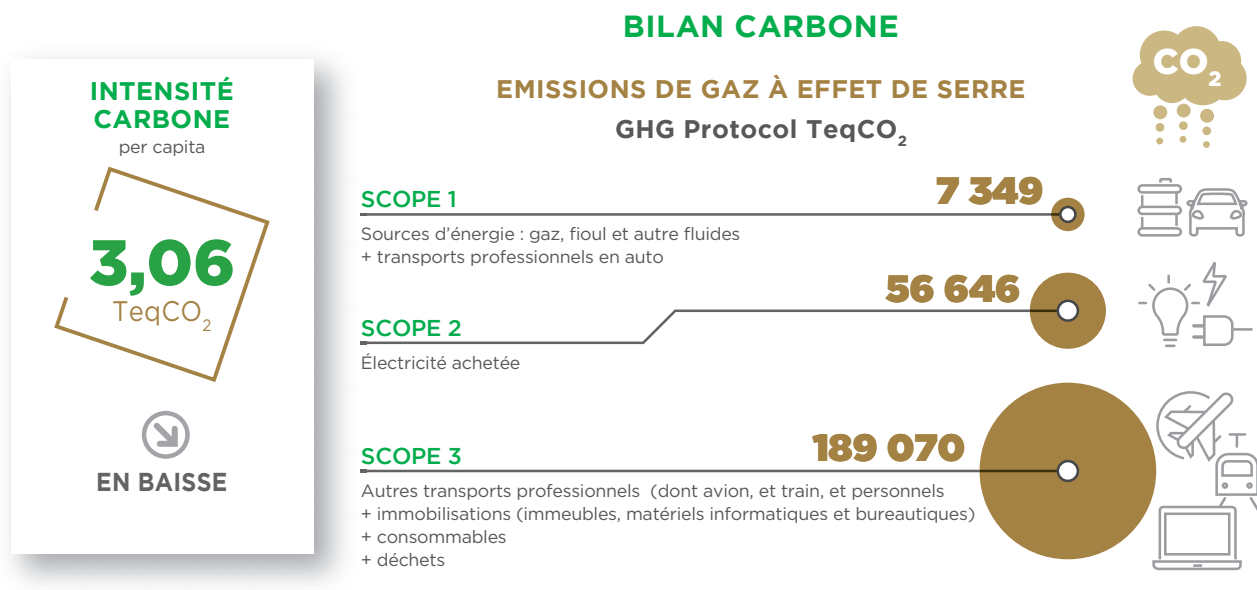 BILAN CARBONE
EMISSIONS DE GAZ À EFFET DE SERRE
GHG Protocol TeqCO₂
CO₂
INTENSITÉ
CARBONE
per capita
3,06
TeqCO₂
EN BAISSE
SCOPE 1
7 349
Sources d’énergie : gaz, fioul et autre fluides
+ transports professionnels en auto
SCOPE 2
56 646
Électricité achetée
SCOPE 3
189 070
Autres transports professionnels (dont avion, et train, et personnels
+ immobilisations (immeubles, matériels informatiques et bureautiques)
+ consommables
+ déchets